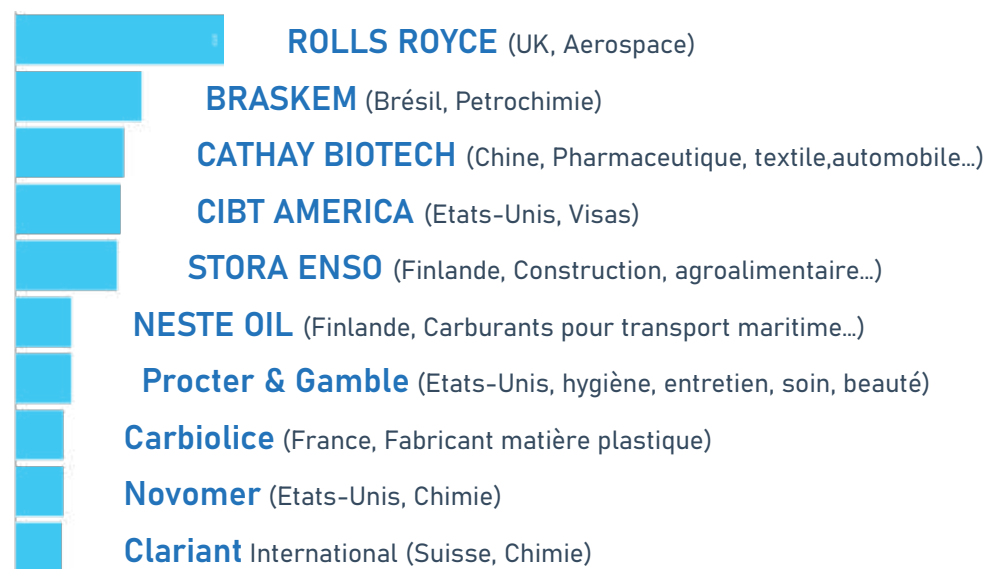 ROLLS ROYCE (UK, Aerospace)
BRASKEM (Brésil, Petrochimie)
CATHAY BIOTECH (Chine, Pharmaceutique, textile,automobile...)
CIBT AMERICA (Etats-Unis, Visas)
STORA ENSO (Finlande, Construction, agroalimentaire...)
NESTE OIL (Finlande, Carburants pour transport maritime...)
Procter & Gamble (Etats-Unis, hygiène, entretien, soin, beauté)
Carbiolice (France, Fabricant matière plastique)
Novomer (Etats-Unis, Chimie)
Clariant International (Suisse, Chimie)